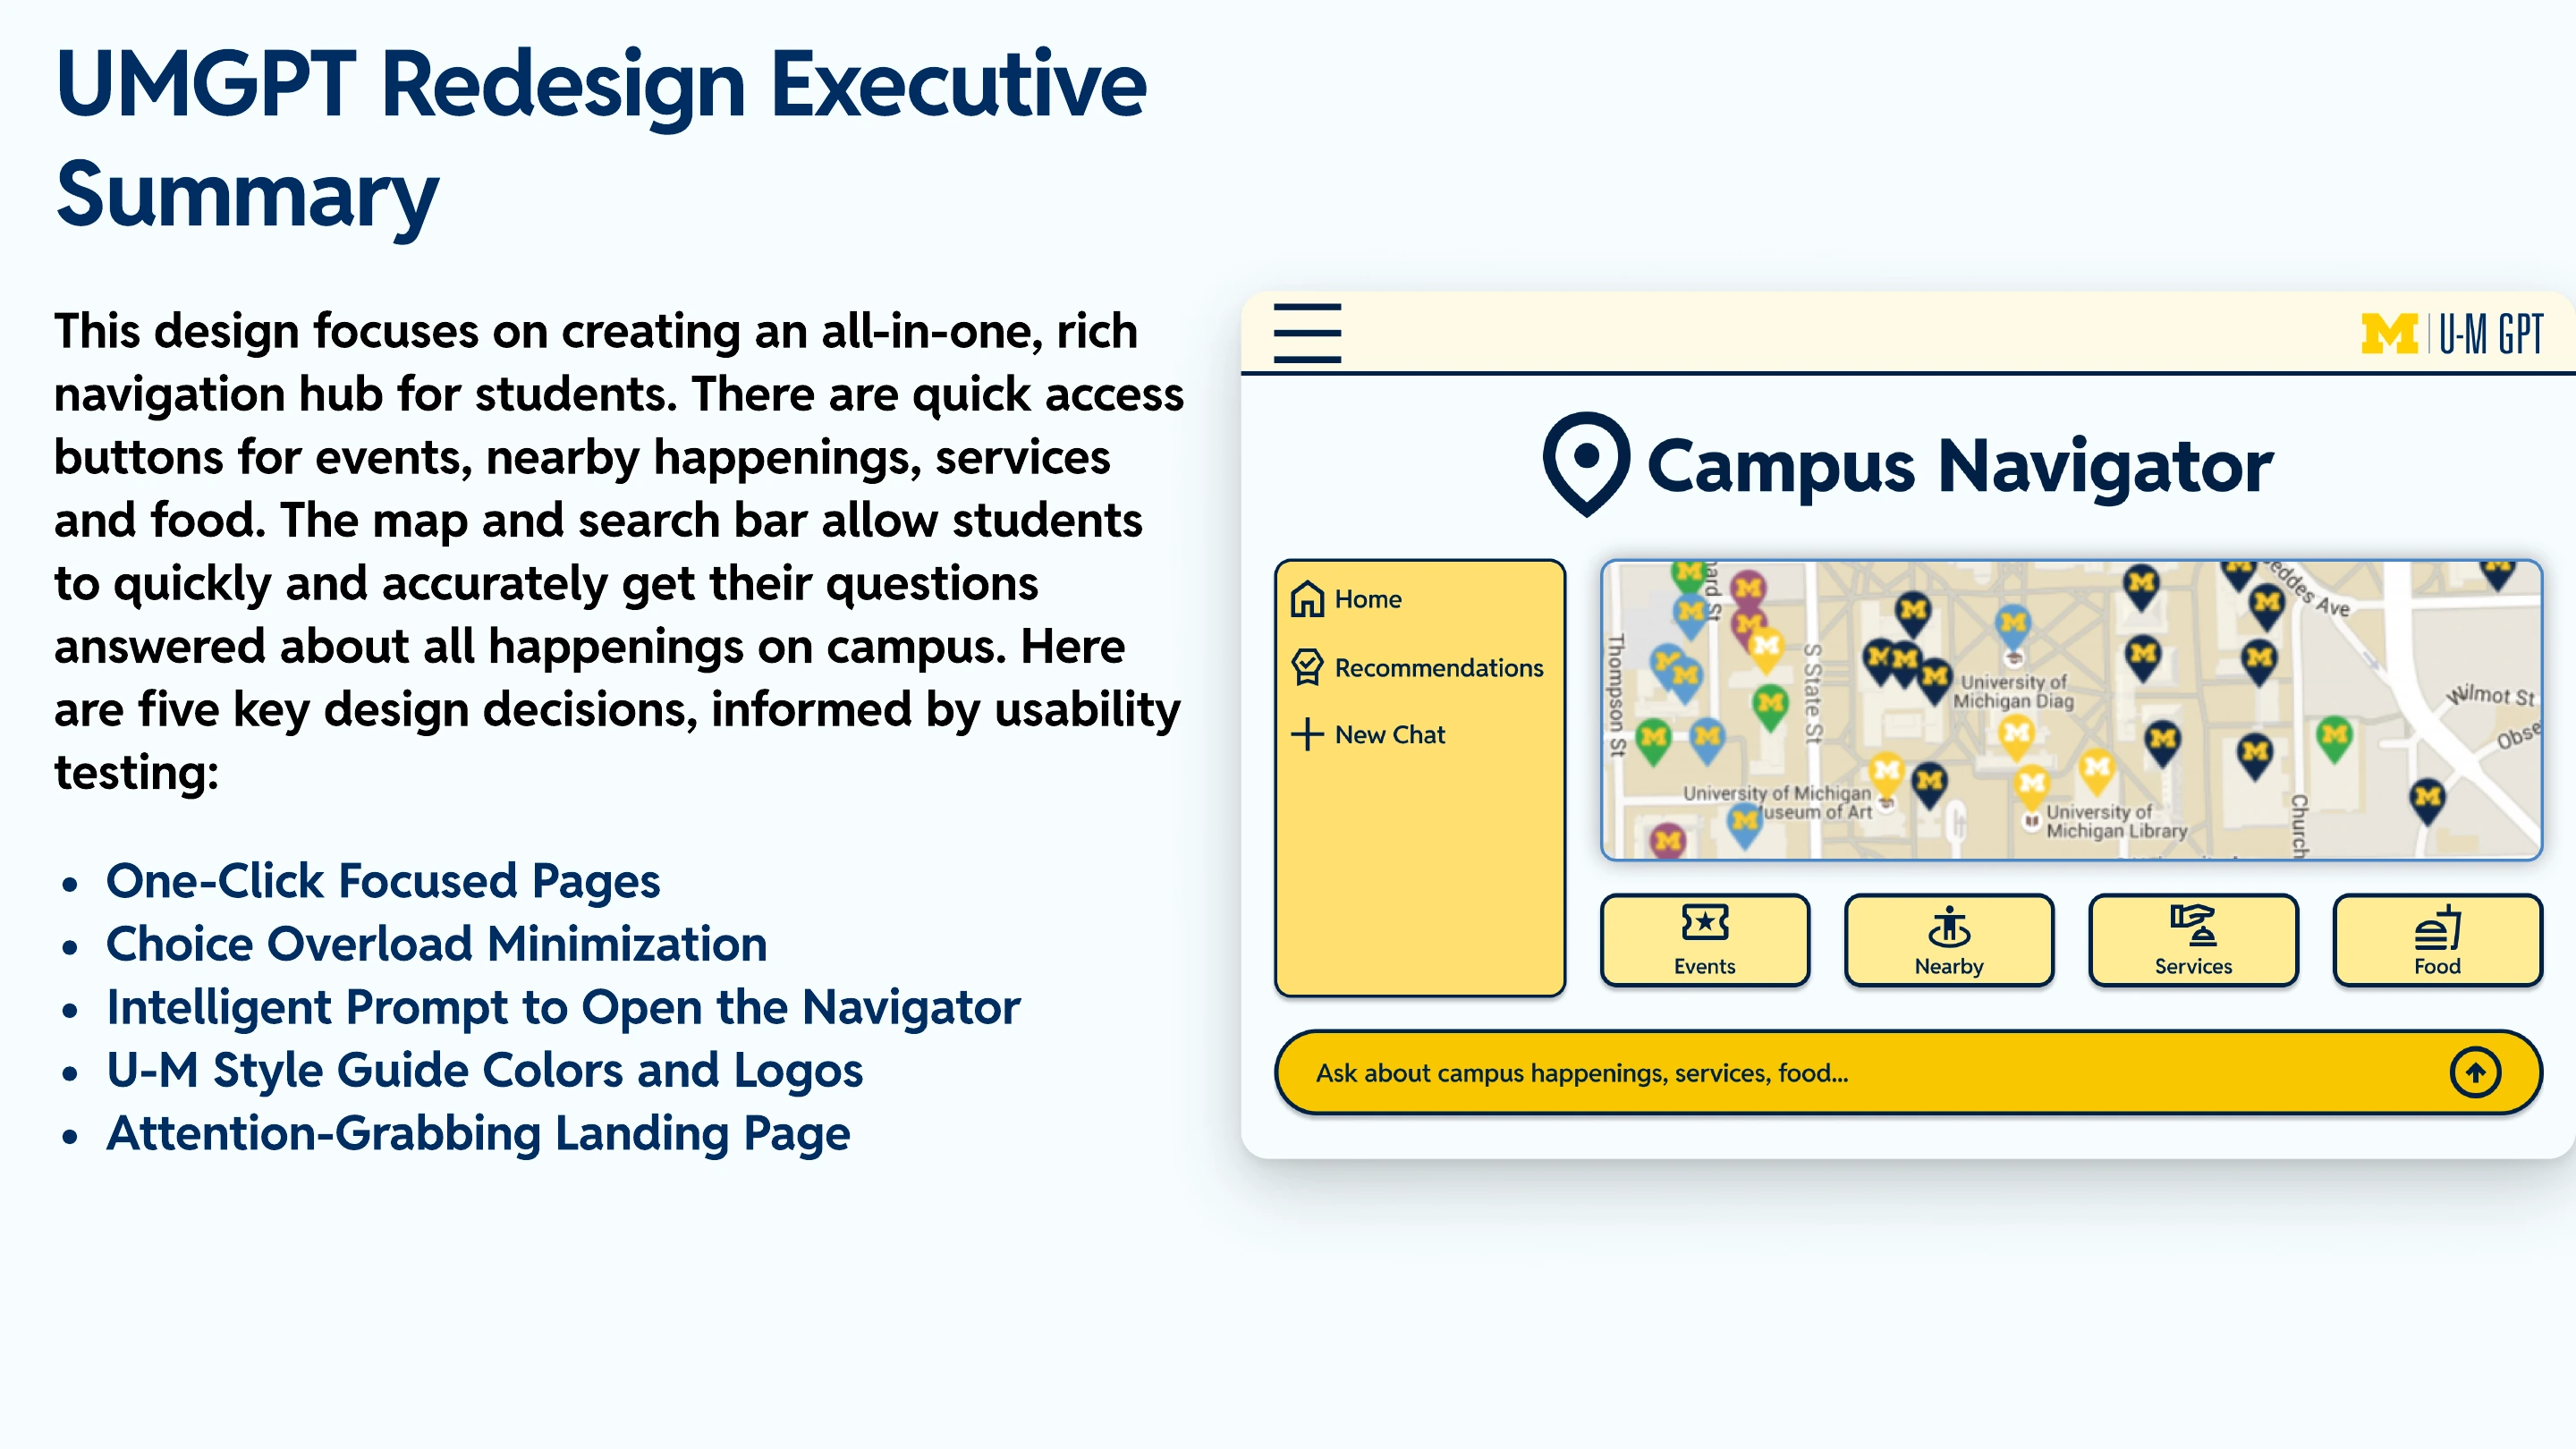 UMGPT Redesign Executive
Summary
This design focuses on creating an all-in-one, rich
navigation hub for students. There are quick access
buttons for events, nearby happenings, services
and food. The map and search bar allow students
to quickly and accurately get their questions
answered about all happenings on campus. Here
are five key design decisions, informed by usability
testing:
• One-Click Focused Pages
• Choice Overload Minimization
• Intelligent Prompt to Open the Navigator
• U-M Style Guide Colors and Logos
• Attention-Grabbing Landing Page
M | U-M GPT
Campus Navigator
Home
Recommendations
New Chat
Thompson St
ard St
S State St
University of
Michigan Diag
University of Michigan
useum of Art
University of
Michigan Library
eddes Ave
Wilmot St
Obse
Church
Events
Nearby
Services
Food
Ask about campus happenings, services, food...